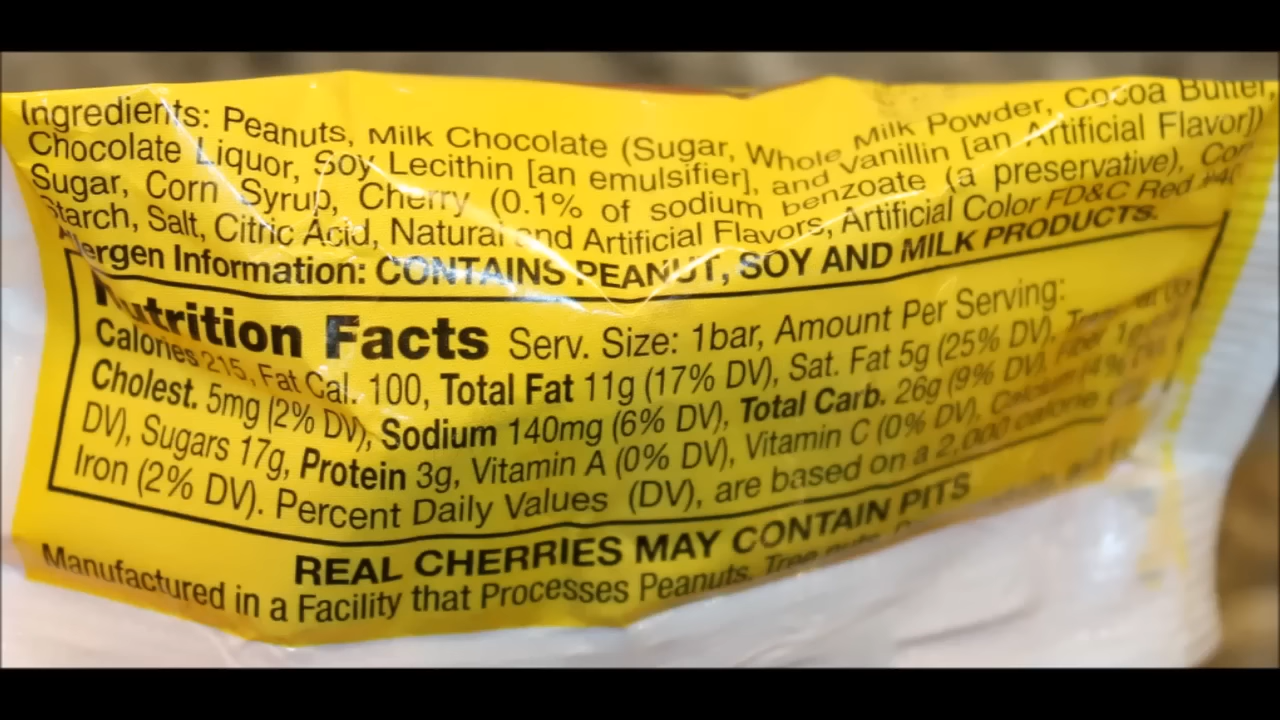 Ingredients: Peanuts, Milk Chocolate (Sugar, Whole Milk Powder, Cocoa Butter,
Chocolate Liquor, Soy Lecithin [an emulsifier], and Vanillin [an Artificial Flavor])
Sugar, Corn Syrup, Cherry (0.1% of sodium benzoate (a preservative), Corn
Starch, Salt, Citric Acid, Natural and Artificial Flavors, Artificial Color FD&C Red #40
Allergen Information: CONTAINS PEANUT, SOY AND MILK PRODUCTS.
Nutrition Facts Serv. Size: 1bar, Amount Per Serving:
Calories 215, Fat Cal. 100, Total Fat 11g (17% DV), Sat. Fat 5g (25% DV),
Cholest. 5mg (2% DV), Sodium 140mg (6% DV), Total Carb. 26g (9% DV), Fiber
DV), Sugars 17g, Protein 3g, Vitamin A (0% DV), Vitamin C (0% DV), Calcium (4% DV)
Iron (2% DV). Percent Daily Values (DV), are based on a 2,000 calorie
REAL CHERRIES MAY CONTAIN PITS
Manufactured in a Facility that Processes Peanuts, Tree nuts,